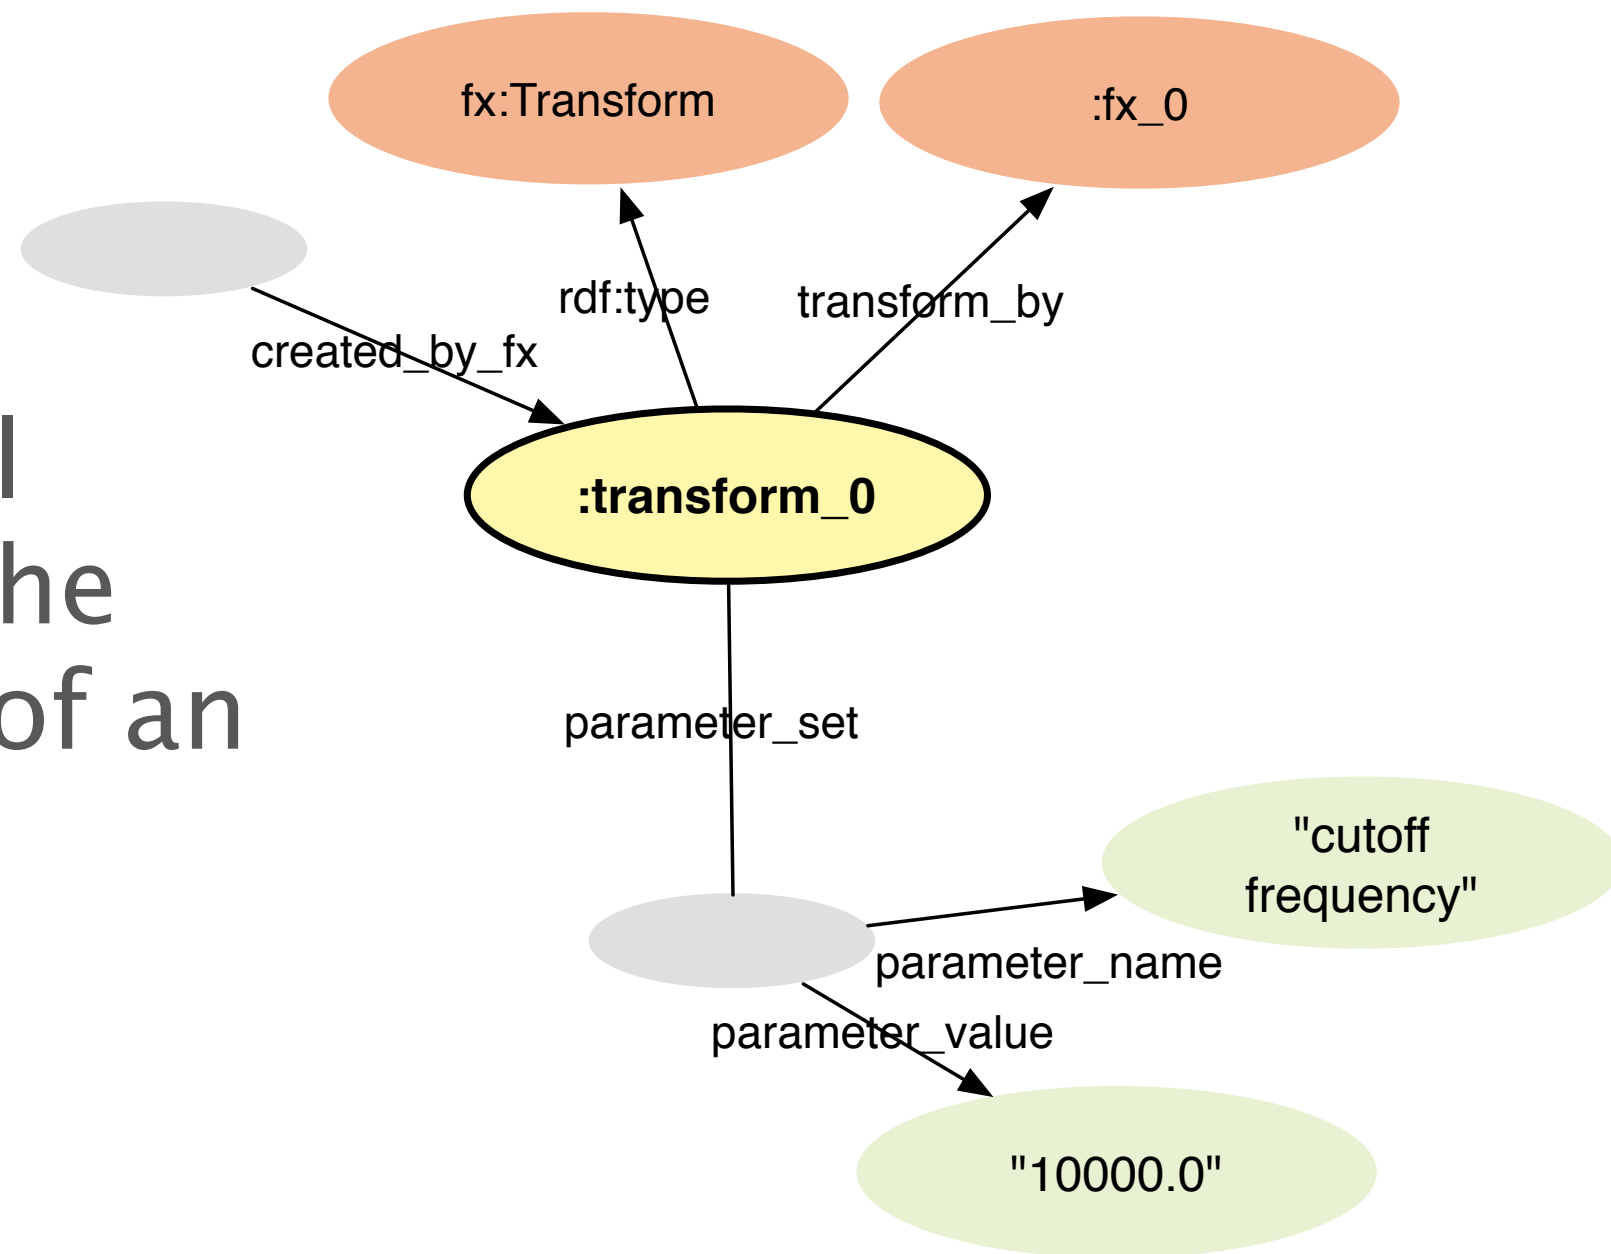 fx:Transform
:fx_0
rdf:type
transform_by
created_by_fx
:transform_0
he
of an
parameter_set
"cutoff
frequency"
parameter_name
parameter_value
"10000.0"